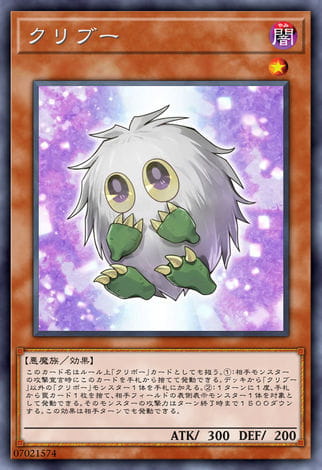 クリブー
やみ
闇
【悪魔族／効果】
このカード名はルール上「クリボー」カードとしても扱う。①：相手モンスター
の攻撃宣言時にこのカードを手札から捨てて発動できる。デッキから「クリブー」
以外の「クリボー」モンスター１体を手札に加える。②：１ターンに１度、手札
から罠カード１枚を捨て、相手フィールドの表側表示モンスター１体を対象と
して発動できる。そのモンスターの攻撃力はターン終了時まで１５００ダウン
する。この効果は相手ターンでも発動できる。
ATK/ 300 DEF/ 200
07021574